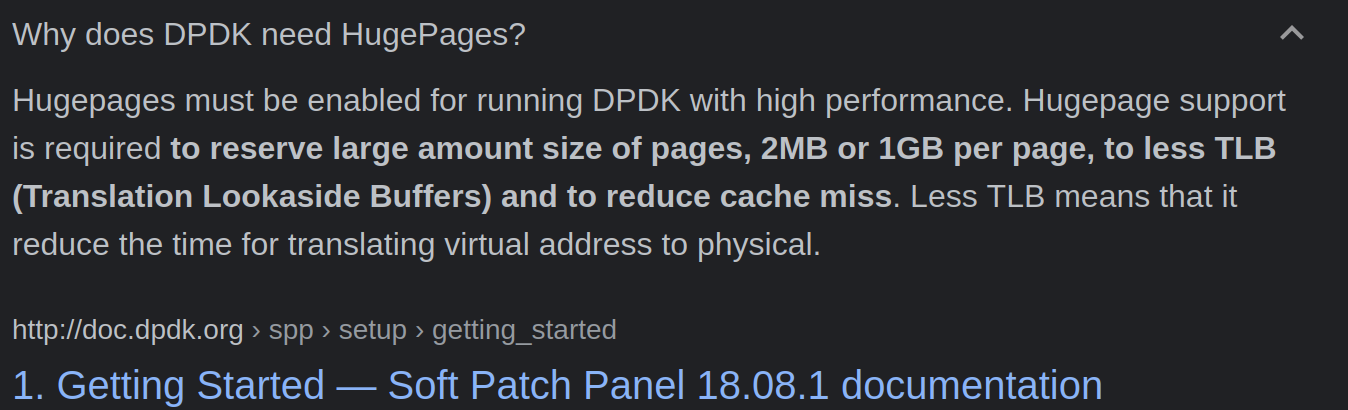 Why does DPDK need HugePages?
Hugepages must be enabled for running DPDK with high performance. Hugepage support
is required to reserve large amount size of pages, 2MB or 1GB per page, to less TLB
(Translation Lookaside Buffers) and to reduce cache miss. Less TLB means that it
reduce the time for translating virtual address to physical.
http://doc.dpdk.org › spp › setup › getting_started
1. Getting Started — Soft Patch Panel 18.08.1 documentation